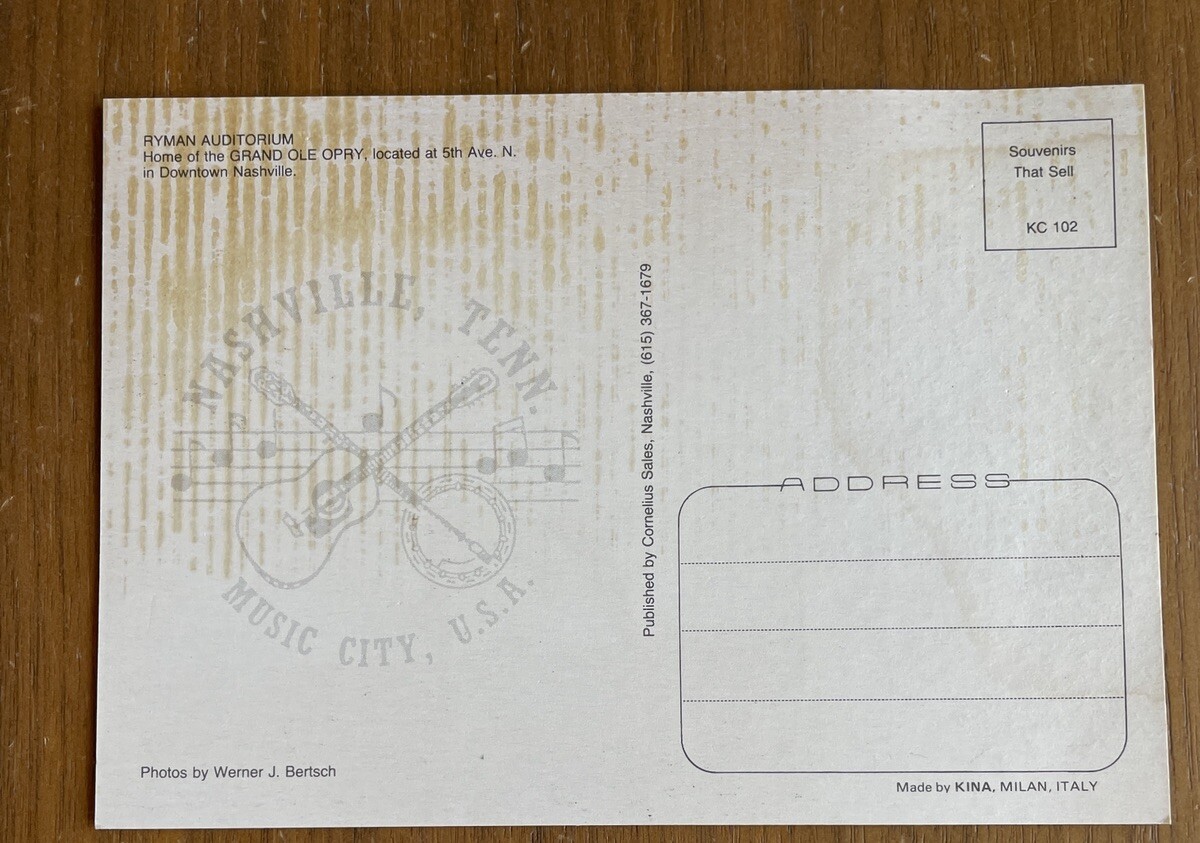 RYMAN AUDITORIUM
Home of the GRAND OLE OPRY, located at 5th Ave. N.
in Downtown Nashville.
Souvenirs
That Sell
KC 102
NASHVILLE, TENN.
MUSIC CITY, U.S.A.
Published by Cornelius Sales, Nashville, (615) 367-1679
ADDRESS
Photos by Werner J. Bertsch
Made by KINA, MILAN, ITALY